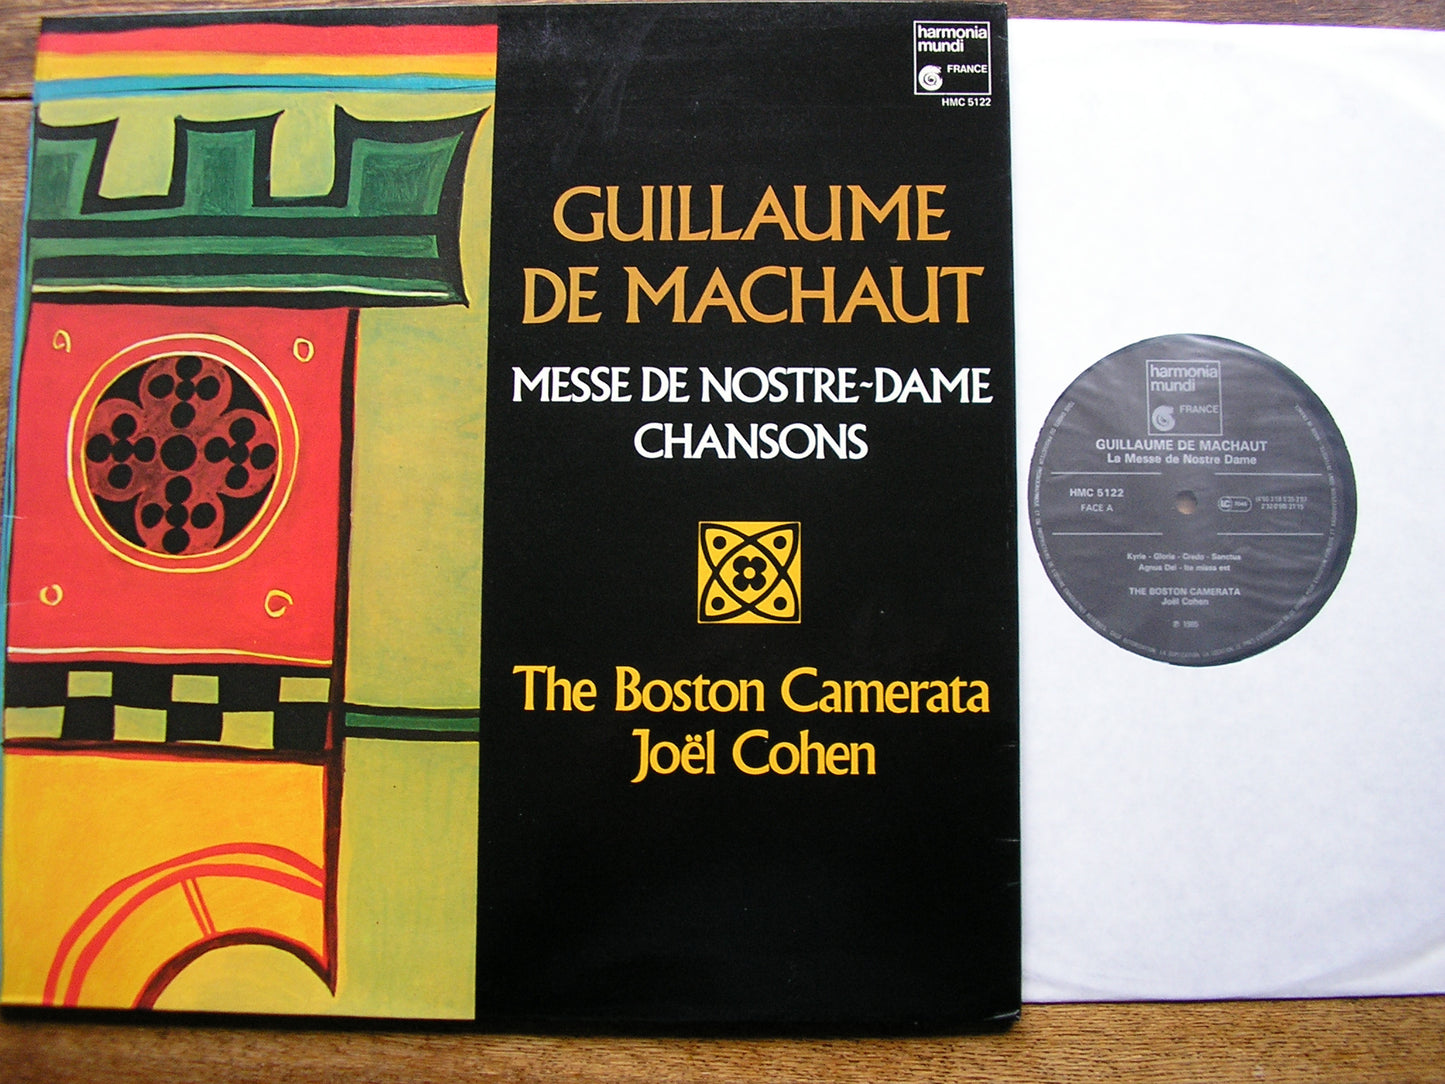 harmonia
mundi
FRANCE
HMC 5122
GUILLAUME
DE MACHAUT
MESSE DE NOSTRE-DAME
CHANSONS
The Boston Camerata
Joël Cohen
harmonia
mundi
FRANCE
GUILLAUME DE MACHAUT
La Messe de Nostre Dame
HMC 5122
FACE A
Kyrie - Gloria - Credo - Sanctus
Agnus Dei - Ite missa est
THE BOSTON CAMERATA
Joël Cohen
℗ 1985